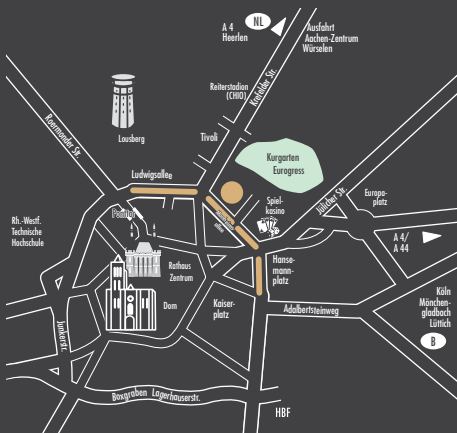 NL
A 4
Heerlen
Ausfahrt
Aachen-Zentrum
Würselen
Krefelder Str.
Reiterstadion
(CHIO)
Roermonder Str.
Lousberg
Tivoli
Kurgarten
Eurogress
Ludwigsallee
Jülicher Str.
Europa-
platz
Spiel-
kasino
Rh.-Westf.
Technische
Hochschule
A 4/
A 44
Rathaus
Zentrum
Hanse-
mann-
platz
Dom
Kaiser-
platz
Adalbertsteinweg
Köln
Mönchen-
gladbach
Lüttich
B
Junkerstr.
Boxgraben Lagerhauserstr.
HBF